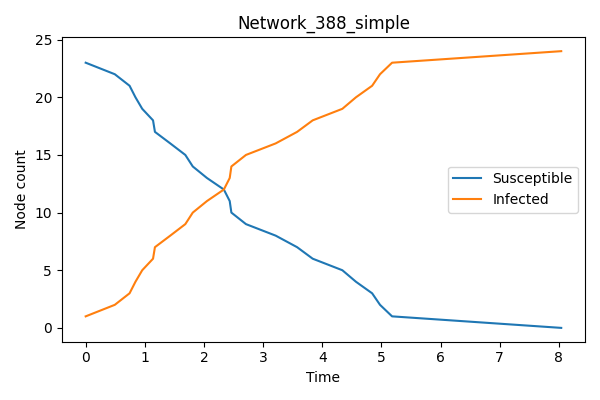 Network_388_simple
Node count
25
20
15
10
5
0
Susceptible
Infected
0 1 2 3 4 5 6 7 8
Time